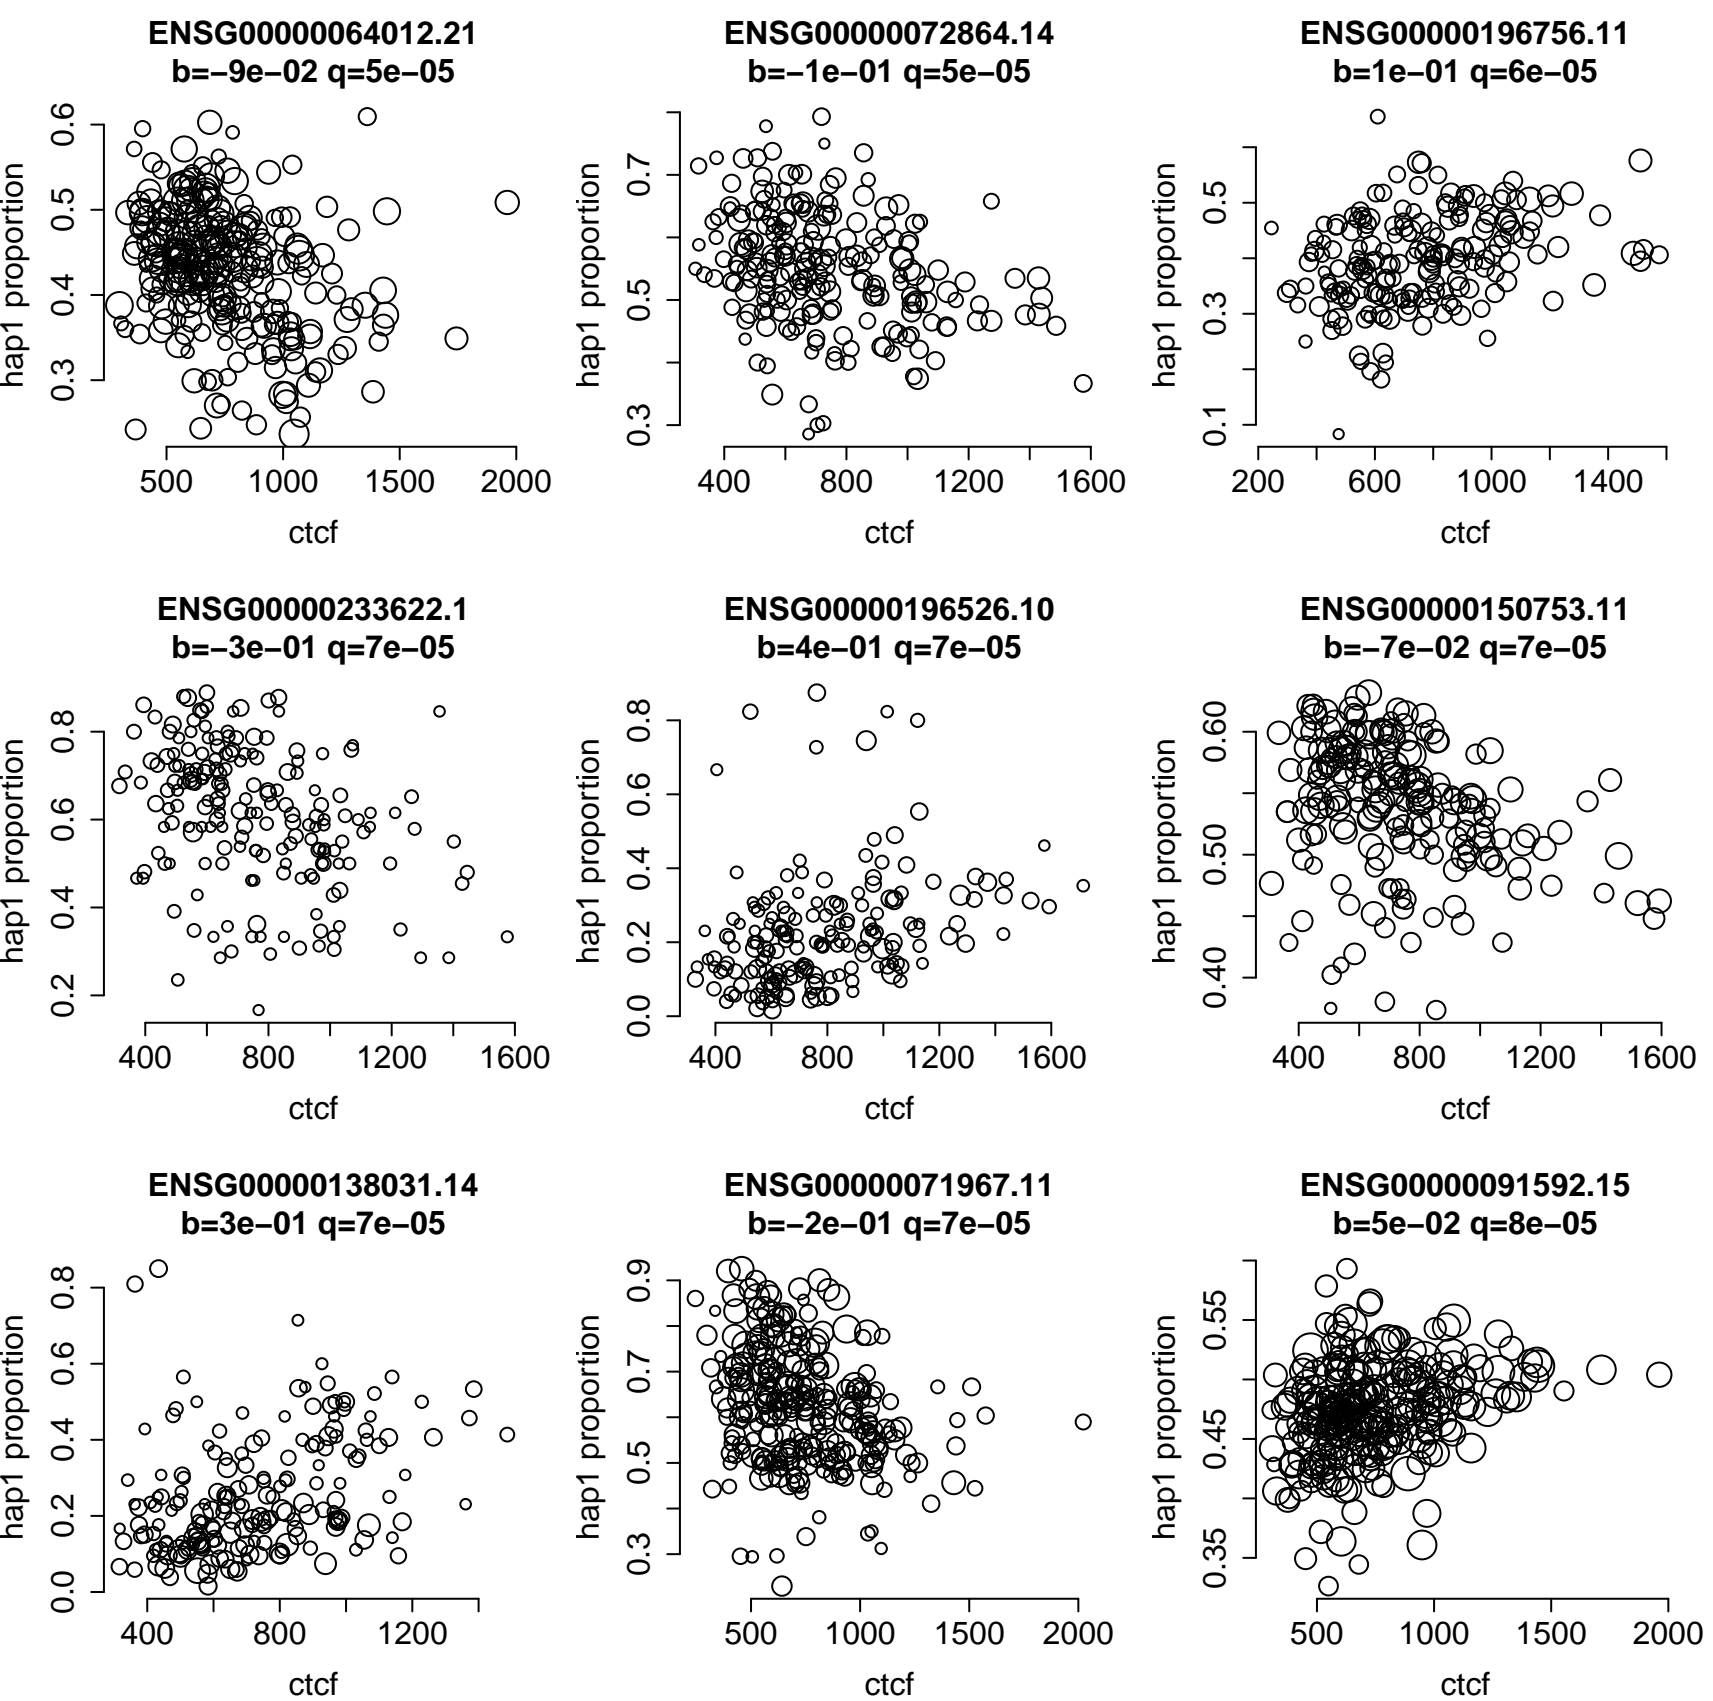 ENSG00000064012.21
b=−9e−02 q=5e−05
hap1 proportion
0.6
0.5
0.4
0.3
500 1000 1500 2000
ctcf
ENSG00000072864.14
b=−1e−01 q=5e−05
hap1 proportion
0.7
0.5
0.3
400 800 1200 1600
ctcf
ENSG00000196756.11
b=1e−01 q=6e−05
hap1 proportion
0.5
0.3
0.1
200 600 1000 1400
ctcf
ENSG00000233622.1
b=−3e−01 q=7e−05
hap1 proportion
0.8
0.6
0.4
0.2
400 800 1200 1600
ctcf
ENSG00000196526.10
b=4e−01 q=7e−05
hap1 proportion
0.8
0.6
0.4
0.2
0.0
400 800 1200 1600
ctcf
ENSG00000150753.11
b=−7e−02 q=7e−05
hap1 proportion
0.60
0.50
0.40
400 800 1200 1600
ctcf
ENSG00000138031.14
b=3e−01 q=7e−05
hap1 proportion
0.8
0.6
0.4
0.2
0.0
400 800 1200
ctcf
ENSG00000071967.11
b=−2e−01 q=7e−05
hap1 proportion
0.9
0.7
0.5
0.3
500 1000 1500 2000
ctcf
ENSG00000091592.15
b=5e−02 q=8e−05
hap1 proportion
0.55
0.45
0.35
500 1000 1500 2000
ctcf